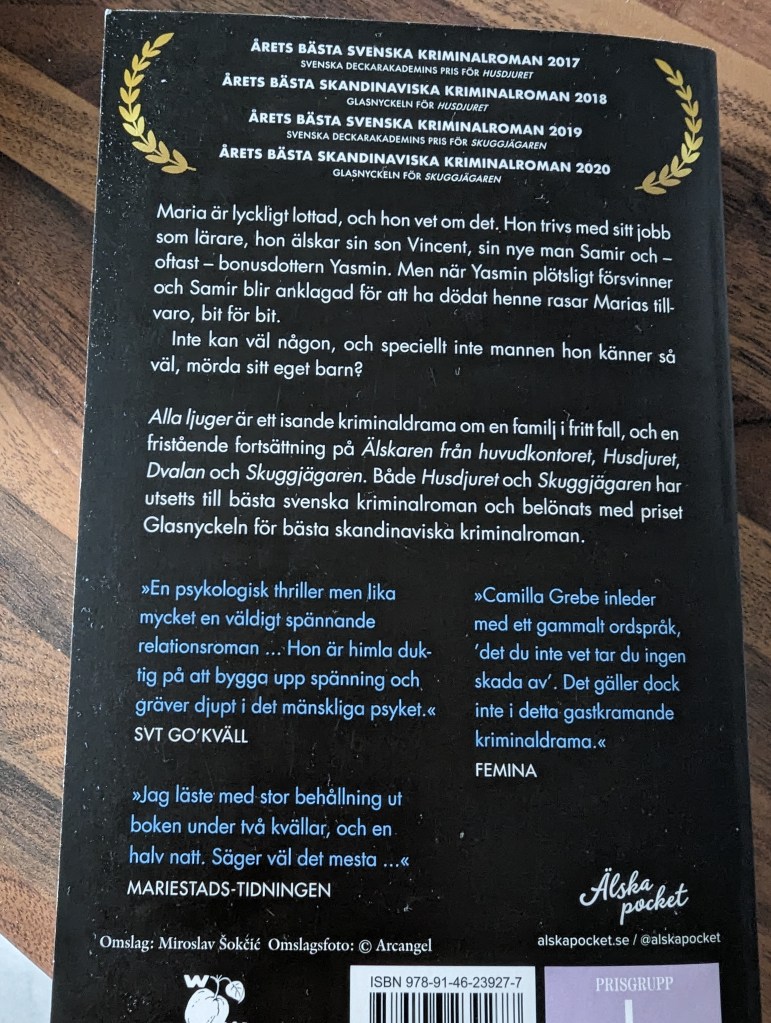 ÅRETS BÄSTA SVENSKA KRIMINALROMAN 2017
SVENSKA DECKARAKADEMINS PRIS FÖR HUSDJURET
ÅRETS BÄSTA SKANDINAVISKA KRIMINALROMAN 2018
GLASNYCKELN FÖR HUSDJURET
ÅRETS BÄSTA SVENSKA KRIMINALROMAN 2019
SVENSKA DECKARAKADEMINS PRIS FÖR SKUGGJÄGAREN
ÅRETS BÄSTA SKANDINAVISKA KRIMINALROMAN 2020
GLASNYCKELN FÖR SKUGGJÄGAREN
Maria är lyckligt lottad, och hon vet om det. Hon trivs med sitt jobb
som lärare, hon älskar sin son Vincent, sin nye man Samir och –
oftast – bonusdottern Yasmin. Men när Yasmin plötsligt försvinner
och Samir blir anklagad för att ha dödat henne rasar Marias till-
varo, bit för bit.
Inte kan väl någon, och speciellt inte mannen hon känner så
väl, mörda sitt eget barn?
Alla ljuger är ett isande kriminaldrama om en familj i fritt fall, och en
fristående fortsättning på Älskaren från huvudkontoret, Husdjuret,
Dvalan och Skuggjägaren. Både Husdjuret och Skuggjägaren har
utsetts till bästa svenska kriminalroman och belönats med priset
Glasnyckeln för bästa skandinaviska kriminalroman.
»En psykologisk thriller men lika
mycket en väldigt spännande
relationsroman ... Hon är himla duk-
tig på att bygga upp spänning och
gräver djupt i det mänskliga psyket.«
SVT GO'KVÄLL
»Camilla Grebe inleder
med ett gammalt ordspråk,
'det du inte vet tar du ingen
skada av'. Det gäller dock
inte i detta gastkramande
kriminaldrama.«
FEMINA
»Jag läste med stor behållning ut
boken under två kvällar, och en
halv natt. Säger väl det mesta ...«
MARIESTADS-TIDNINGEN
Älska
pocket
alskapocket.se / @alskapocket
Omslag: Miroslav Šokčić Omslagsfoto: © Arcangel
W
ISBN 978-91-46-23927-7
PRISGRUPP